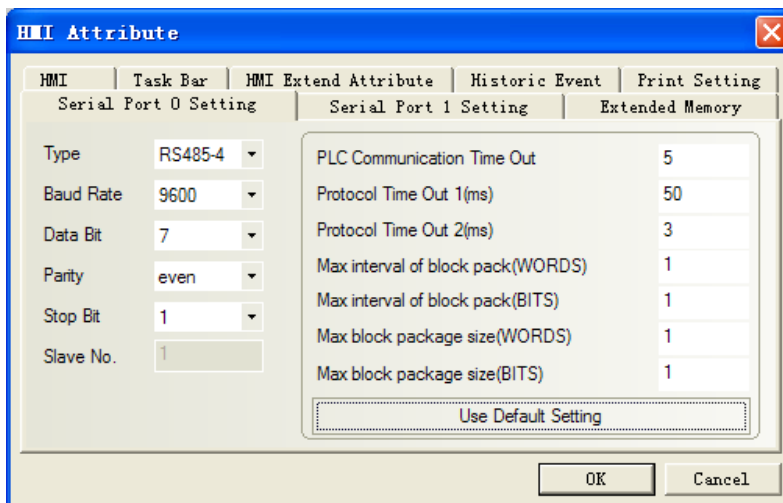 HMI Attribute
HMI Task Bar HMI Extend Attribute Historic Event Print Setting
Serial Port 0 Setting Serial Port 1 Setting Extended Memory
Type RS485-4
Baud Rate 9600
Data Bit 7
Parity even
Stop Bit 1
Slave No. 1
PLC Communication Time Out 5
Protocol Time Out 1(ms) 50
Protocol Time Out 2(ms) 3
Max interval of block pack(WORDS) 1
Max interval of block pack(BITS) 1
Max block package size(WORDS) 1
Max block package size(BITS) 1
Use Default Setting
OK Cancel